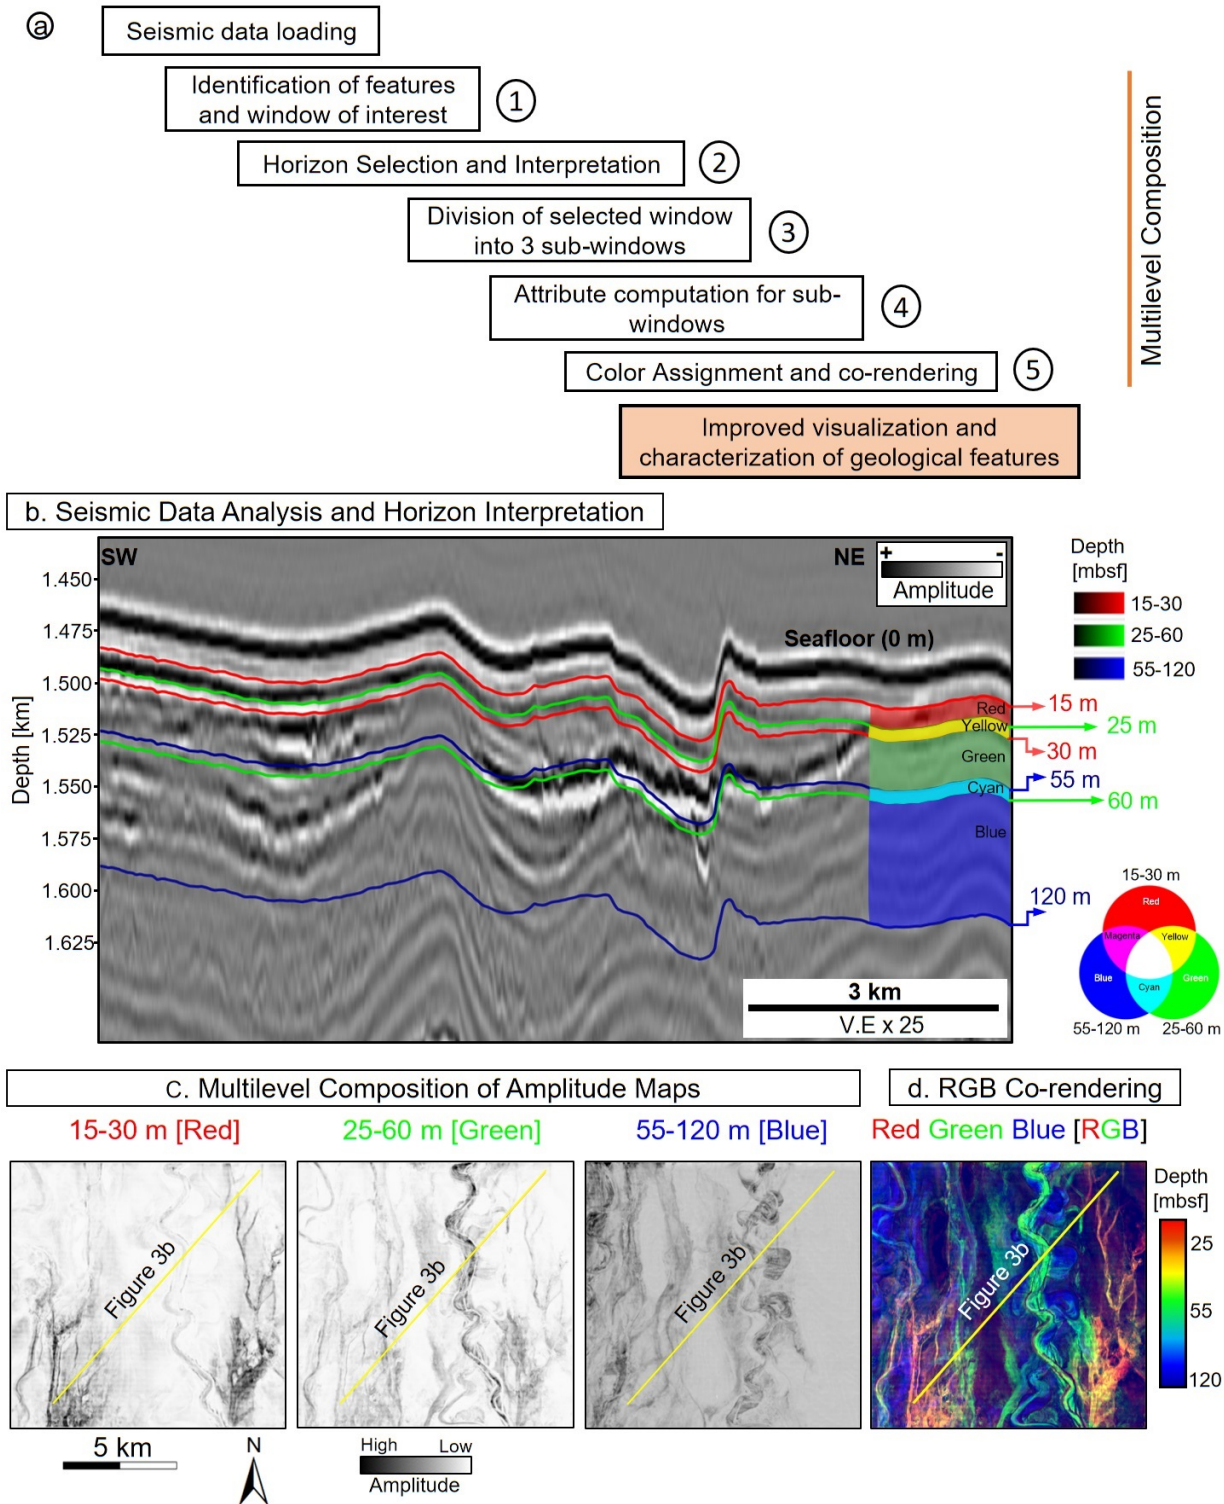 a
Seismic data loading
Identification of features
and window of interest
1
Horizon Selection and Interpretation
2
Division of selected window
into 3 sub-windows
3
Attribute computation for sub-
windows
4
Color Assignment and co-rendering
5
Improved visualization and
characterization of geological features
Multilevel Composition
b. Seismic Data Analysis and Horizon Interpretation
SW
NE
+ -
Amplitude
Seafloor (0 m)
Depth [km]
1.450
1.475
1.500
1.525
1.550
1.575
1.600
1.625
Red
Yellow
Green
Cyan
Blue
15 m
25 m
30 m
55 m
60 m
120 m
3 km
V.E x 25
Depth
[mbsf]
15-30
25-60
55-120
15-30 m
Red
Magenta
Yellow
Blue
Green
Cyan
55-120 m
25-60 m
c. Multilevel Composition of Amplitude Maps
15-30 m [Red]
25-60 m [Green]
55-120 m [Blue]
Figure 3b
Figure 3b
Figure 3b
5 km
N
High Low
Amplitude
d. RGB Co-rendering
Red Green Blue [RGB]
Figure 3b
Depth
[mbsf]
25
55
120